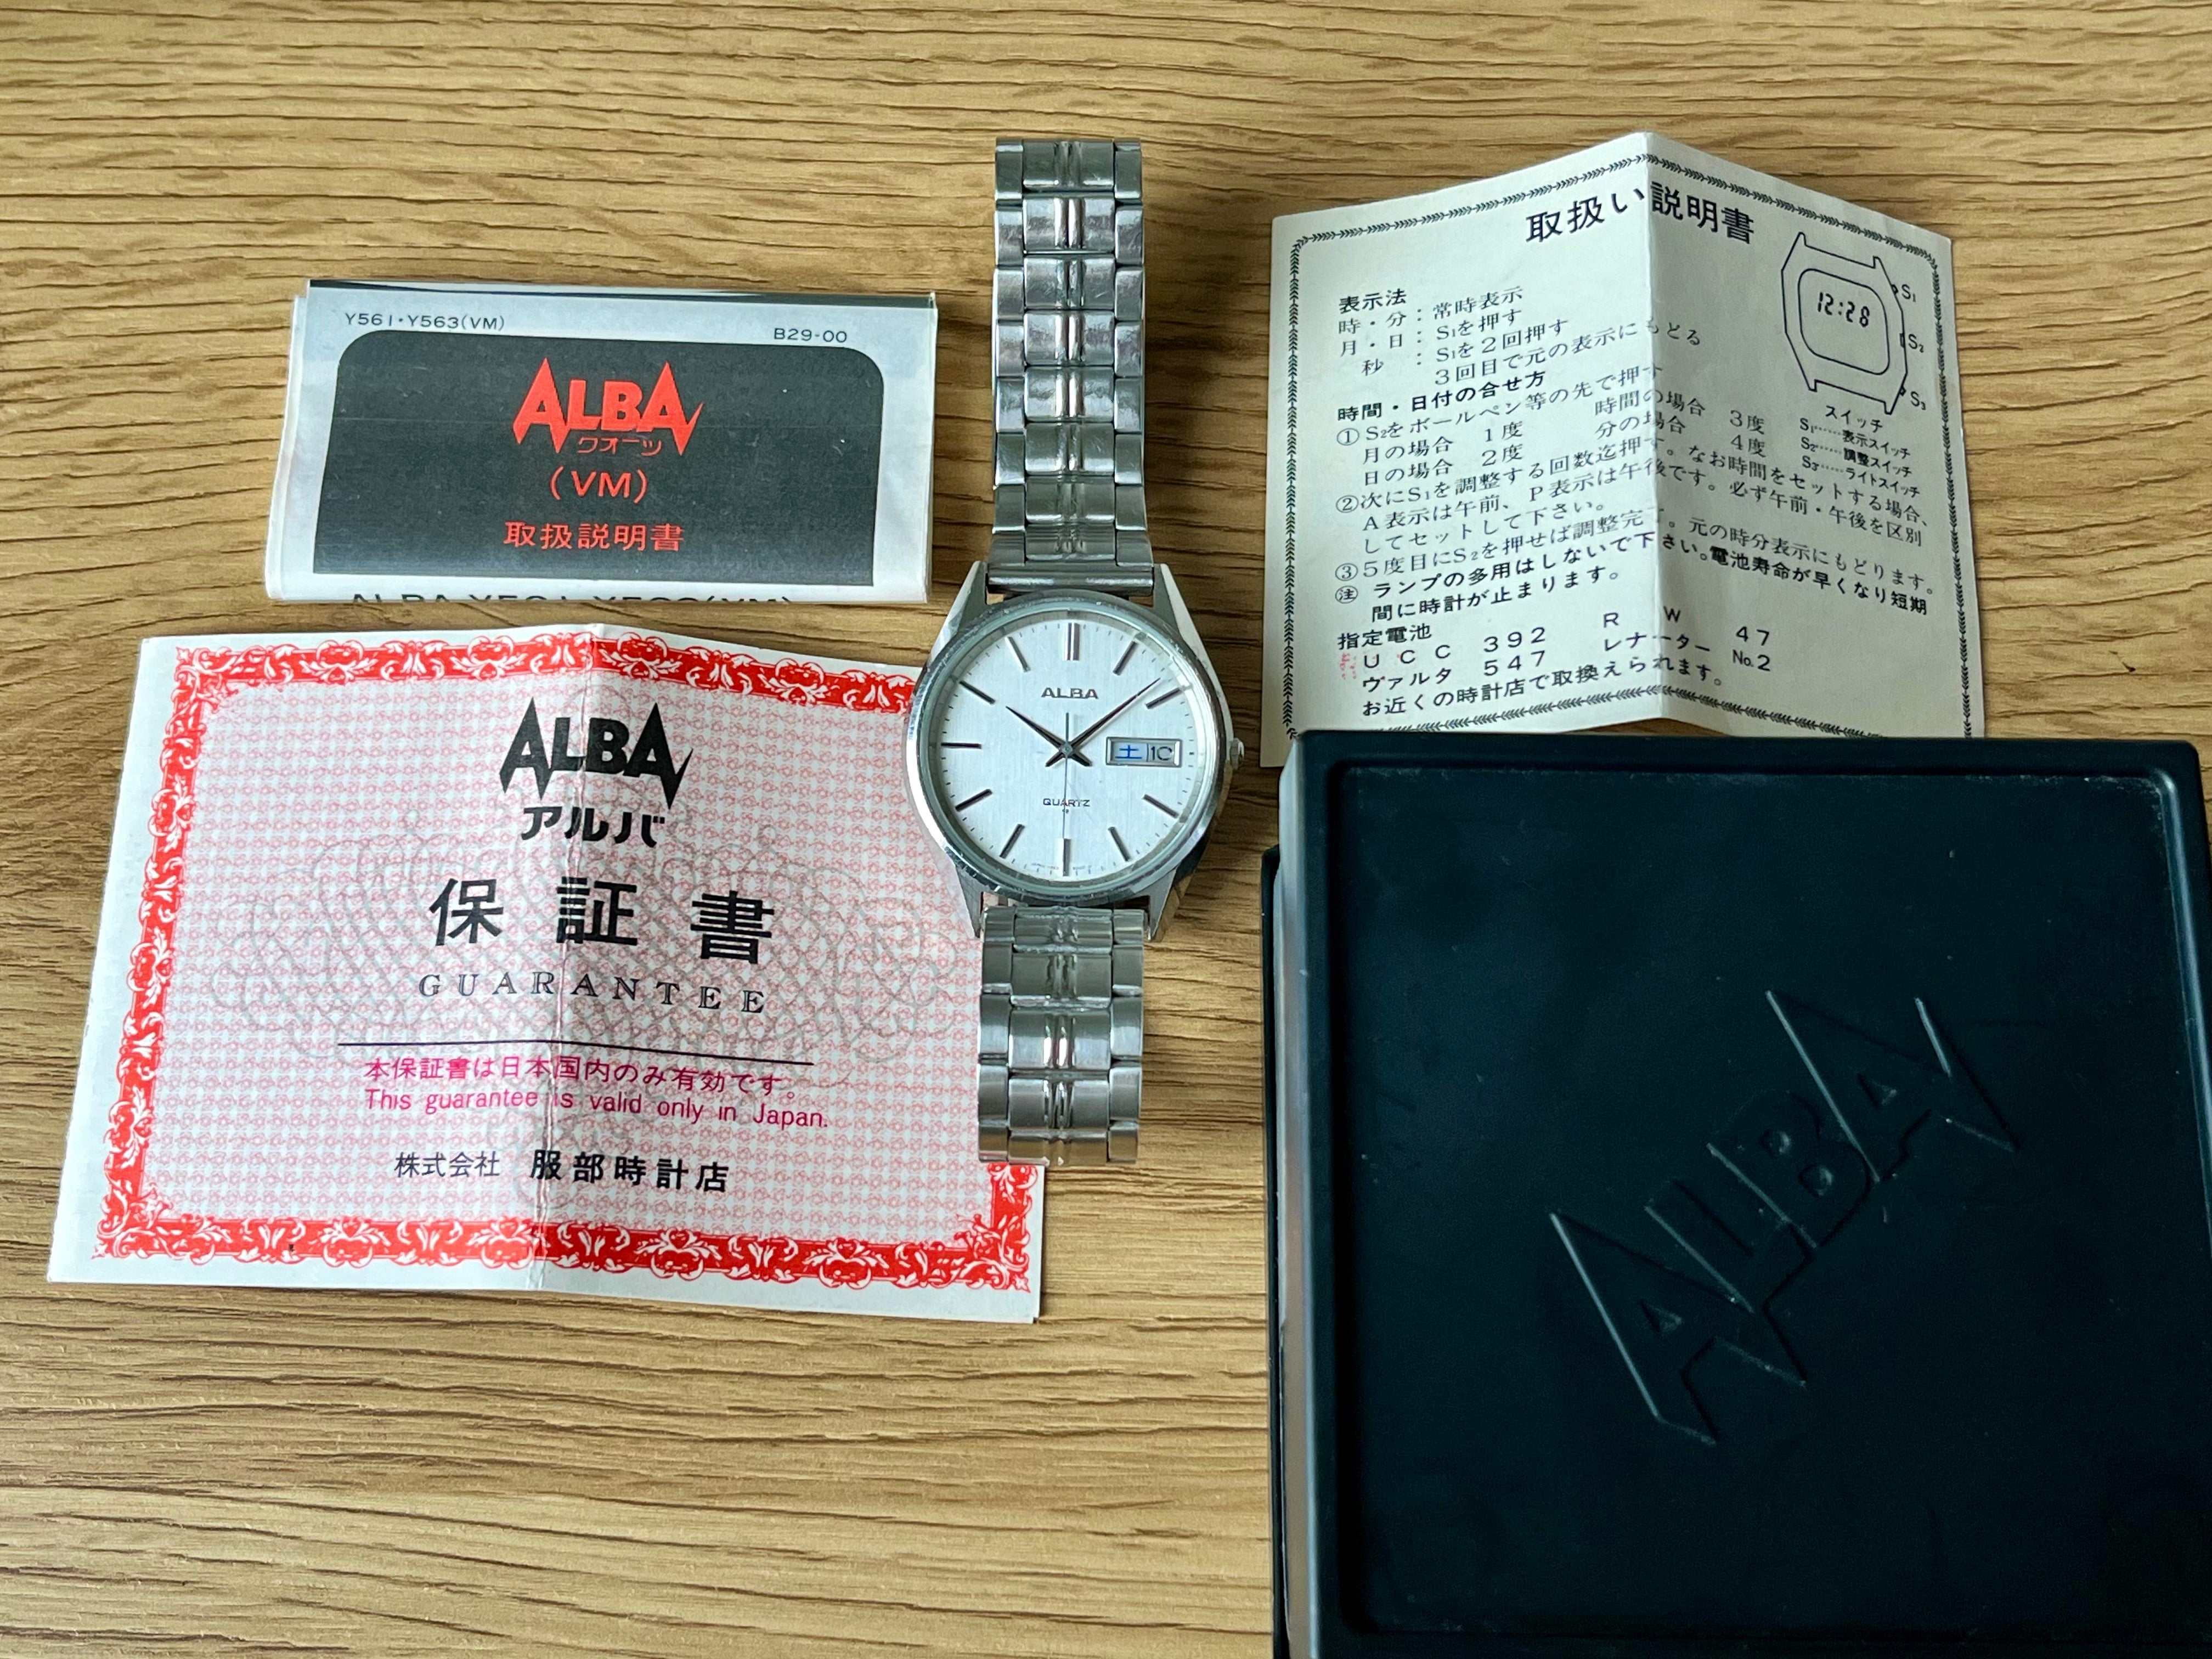 Y561・Y563(VM)
B29-00
ALBA
クオーツ
(VM)
取扱説明書
ALBA
アルバ
保証書
GUARANTEE
本保証書は日本国内のみ有効です。
This guarantee is valid only in Japan.
株式会社 服部時計店
ALBA
土
QUARTZ
取扱い説明書
表示法
時・分：常時表示
月・日：S₁を押す
秒：S₁を2回押す
3回目で元の表示にもどる
時間・日付の合せ方
①S₂をボールペン等の先で押す
月の場合 1度 時間の場合 3度
日の場合 2度 分の場合 4度
②次にS₁を調整する回数迄押す。なお時間をセットする場合、
A表示は午前、P表示は午後です。必ず午前・午後を区別
してセットして下さい。
③5度目にS₂を押せば調整完了。元の時分表示にもどります。
㊟ ランプの多用はしないで下さい。電池寿命が早くなり短期
間に時計が止まります。
指定電池
UCC 392 RW 47
ヴァルタ 547 レナーター No.2
お近くの時計店で取換えられます。
12:28
S₁
S₂
S₃
スイッチ
S₁……表示スイッチ
S₂……調整スイッチ
S₃……ライトスイッチ
ALBA